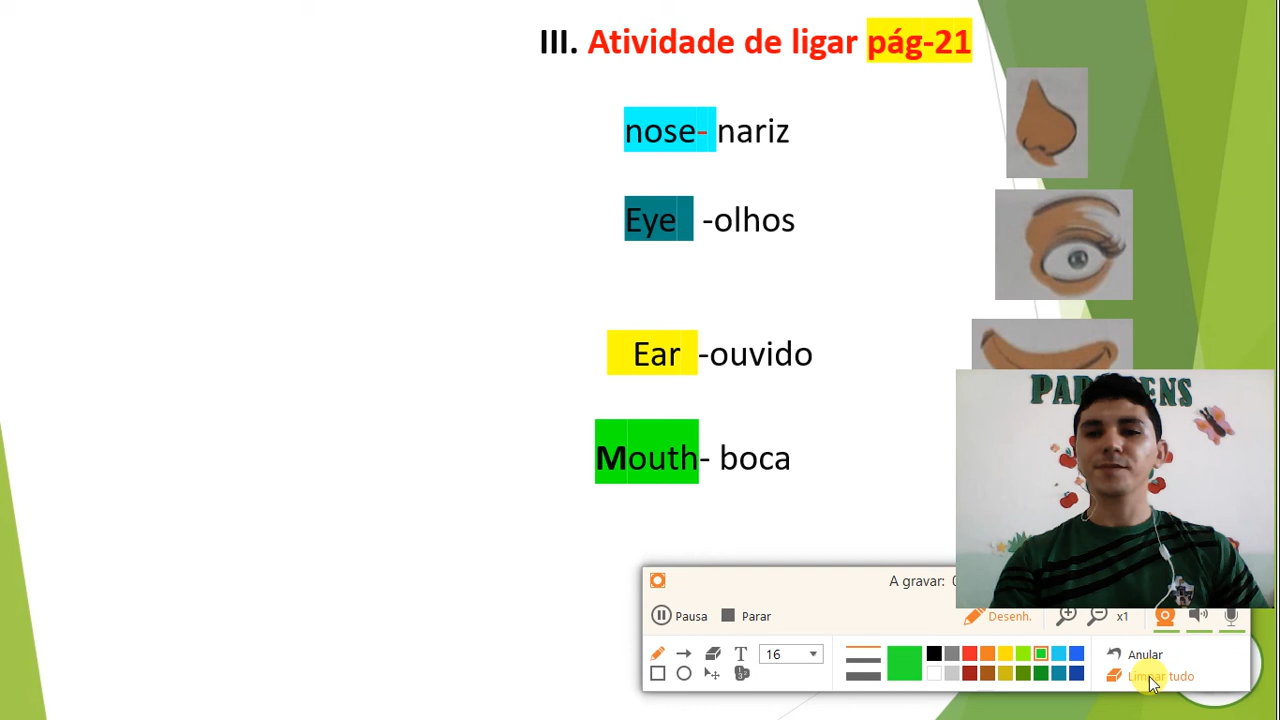 III. Atividade de ligar pág-21
nose- nariz
Eye -olhos
Ear -ouvido
Mouth- boca
A gravar:
Pausa
Parar
Desenh.
x1
T
16
Anular
Limpar tudo